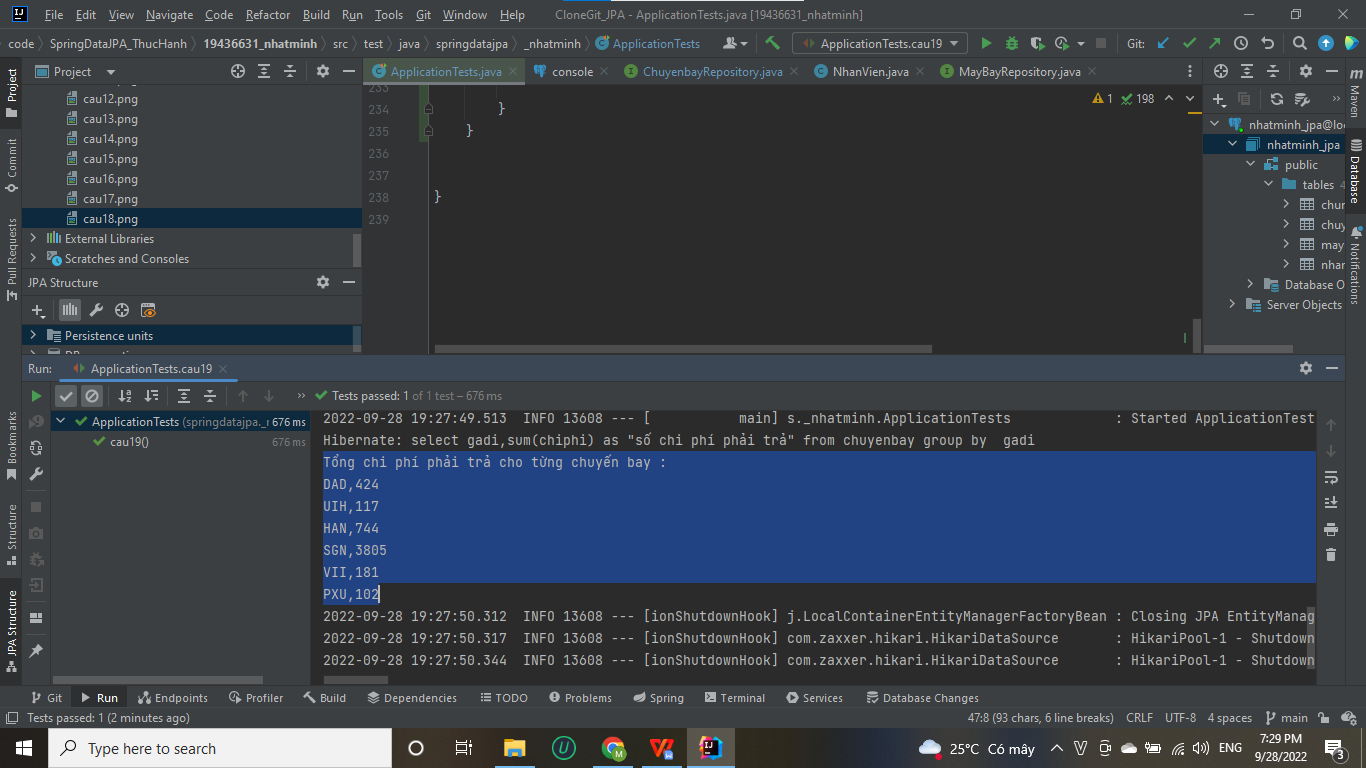 File Edit View Navigate Code Refactor Build Run Tools Git Window Help CloneGit_JPA - ApplicationTests.java [19436631_nhatminh]
code SpringDataJPA_ThucHanh 19436631_nhatminh src test java springdatajpa _nhatminh ApplicationTests ApplicationTests.cau19 Git:
Project
ApplicationTests.java console ChuyenbayRepository.java NhanVien.java MayBayRepository.java
cau12.png
cau13.png
cau14.png
cau15.png
cau16.png
cau17.png
cau18.png
External Libraries
Scratches and Consoles
JPA Structure
Persistence units
233
234 }
235 }
236
237
238 }
239
1 198
nhatminh_jpa@lo
nhatminh_jpa
public
tables 4
chur
chuy
may
nhar
Database O
Server Objects
Project
Commit
Pull Requests
Bookmarks
Structure
JPA Structure
Maven
Database
Notifications
Run: ApplicationTests.cau19
Tests passed: 1 of 1 test – 676 ms
ApplicationTests (springdatajpa._ 676 ms
cau19() 676 ms
2022-09-28 19:27:49.513 INFO 13608 --- [ main] s._nhatminh.ApplicationTests : Started ApplicationTest
Hibernate: select gadi,sum(chiphi) as "số chi phí phải trả" from chuyenbay group by gadi
Tổng chi phí phải trả cho từng chuyến bay :
DAD,424
UIH,117
HAN,744
SGN,3805
VII,181
PXU,102
2022-09-28 19:27:50.312 INFO 13608 --- [ionShutdownHook] j.LocalContainerEntityManagerFactoryBean : Closing JPA EntityManag
2022-09-28 19:27:50.317 INFO 13608 --- [ionShutdownHook] com.zaxxer.hikari.HikariDataSource : HikariPool-1 - Shutdown
2022-09-28 19:27:50.344 INFO 13608 --- [ionShutdownHook] com.zaxxer.hikari.HikariDataSource : HikariPool-1 - Shutdown
Git Run Endpoints Profiler Build Dependencies TODO Problems Spring Terminal Services Database Changes
Tests passed: 1 (2 minutes ago) 47:8 (93 chars, 6 line breaks) CRLF UTF-8 4 spaces main
Type here to search
25°C Có mây ENG
7:29 PM
9/28/2022
3